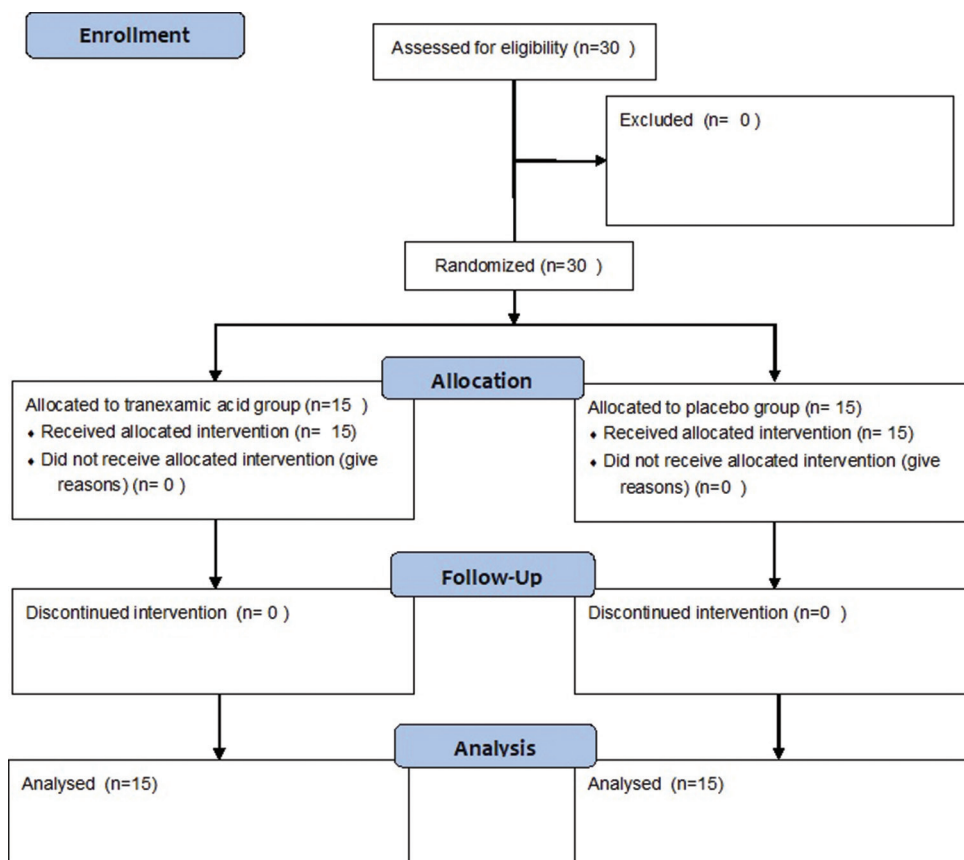 Enrollment
Assessed for eligibility (n=30 )
Excluded (n= 0 )
Randomized (n=30 )
Allocation
Allocated to tranexamic acid group (n=15 )
⬧ Received allocated intervention (n= 15)
⬧ Did not receive allocated intervention (give
reasons) (n= 0 )
Allocated to placebo group (n= 15)
⬧ Received allocated intervention (n= 15)
⬧ Did not receive allocated intervention (give
reasons) (n=0 )
Follow-Up
Discontinued intervention (n= 0 )
Discontinued intervention (n=0 )
Analysis
Analysed (n=15)
Analysed (n=15)